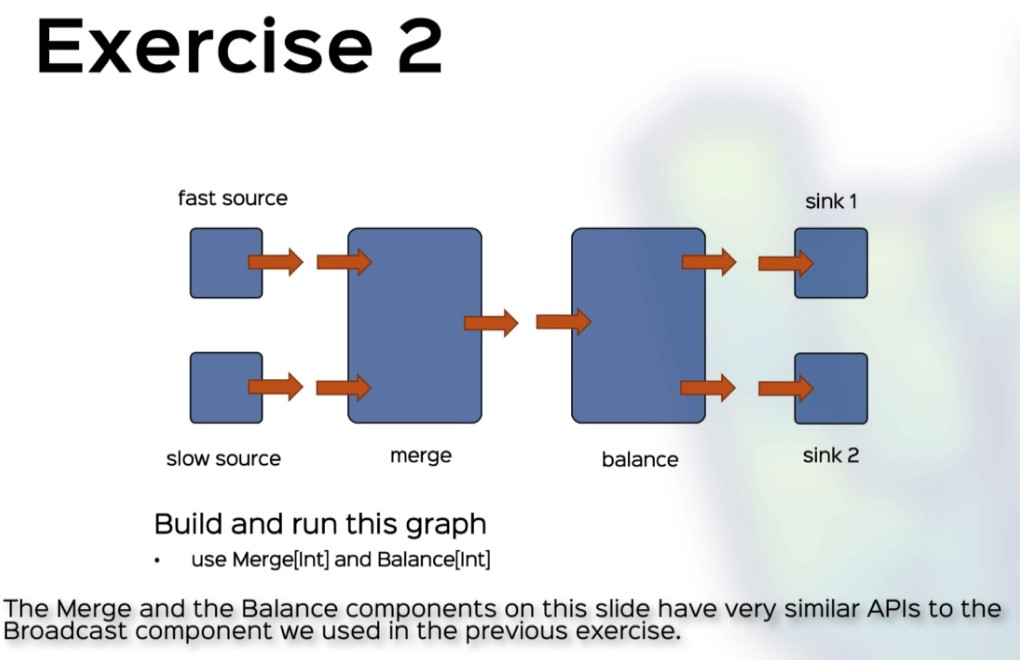 Exercise 2
fast source
sink 1
slow source
merge
balance
sink 2
Build and run this graph
• use Merge[Int] and Balance[Int]
The Merge and the Balance components on this slide have very similar APIs to the
Broadcast component we used in the previous exercise.